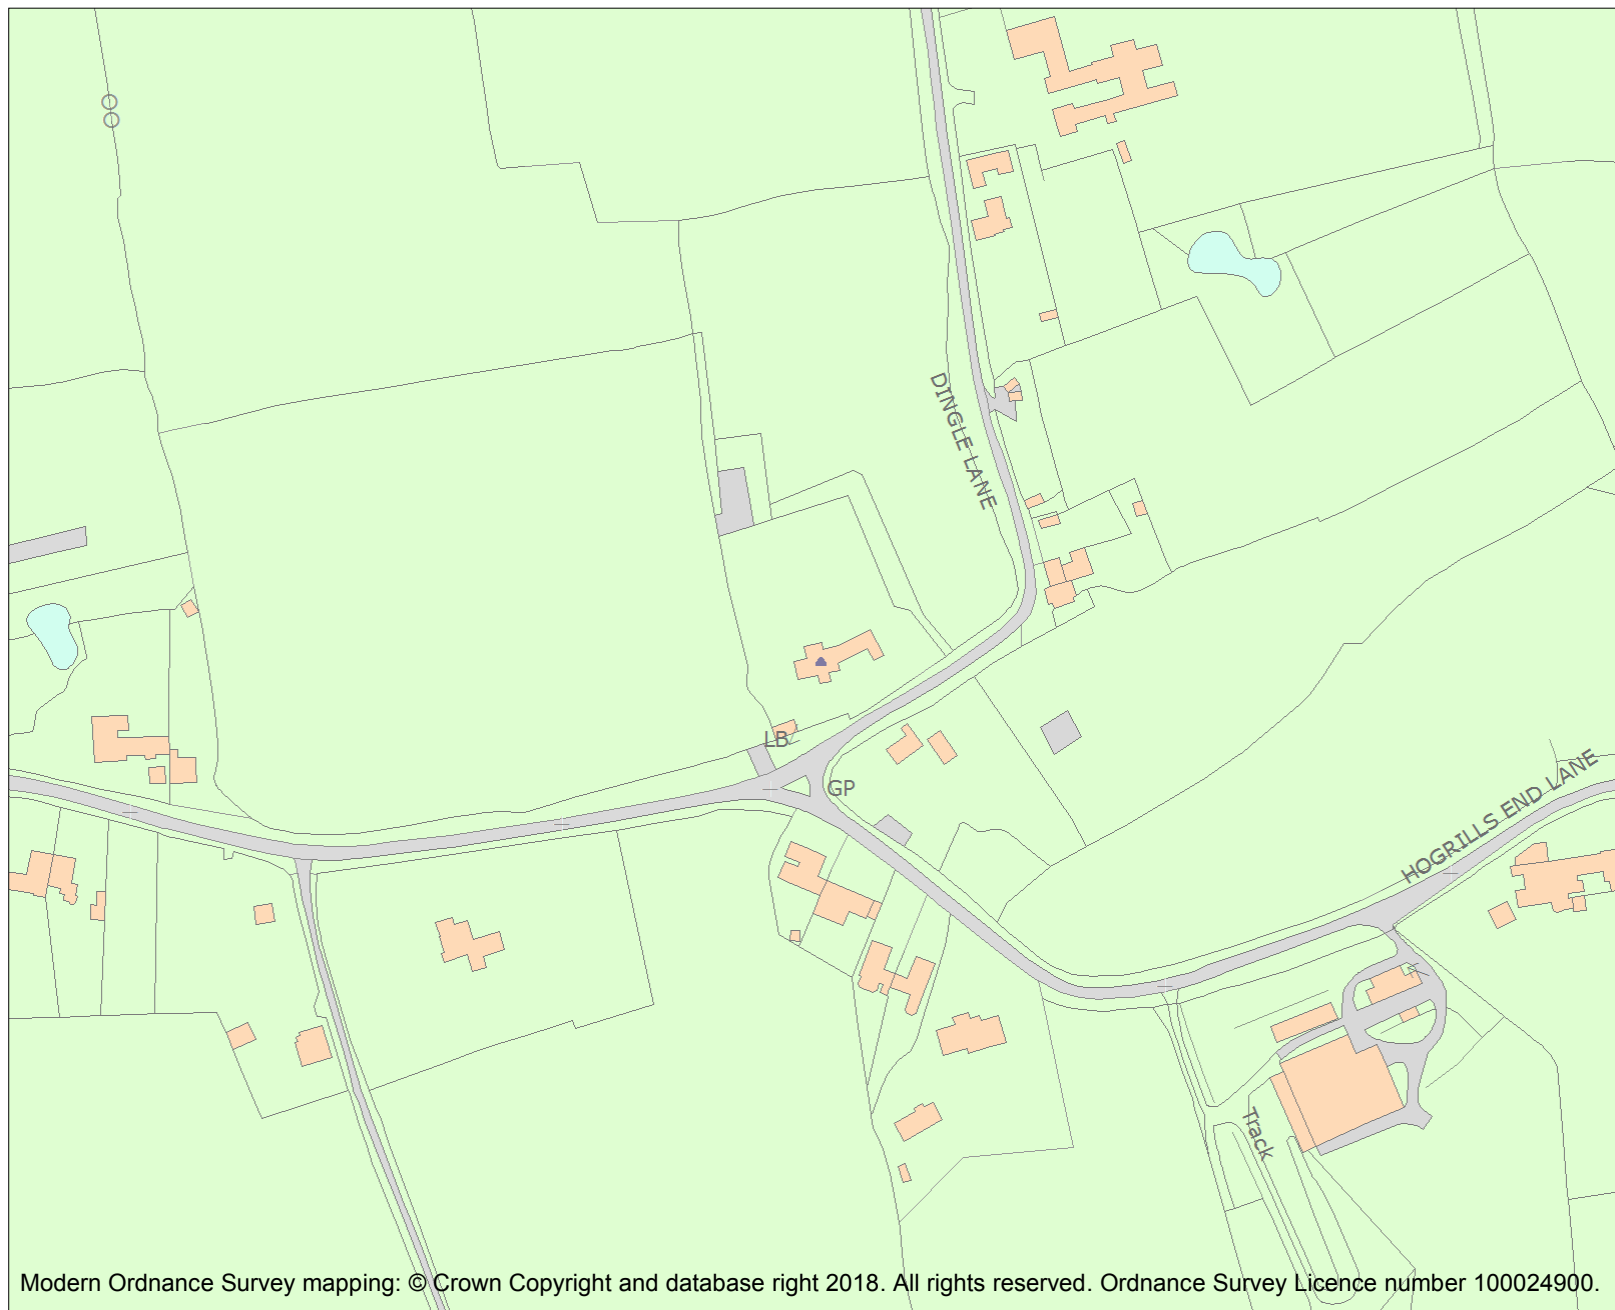 DINGLE LANE
LB
GP
HOGRILLS END LANE
Track
Modern Ordnance Survey mapping: © Crown Copyright and database right 2018. All rights reserved. Ordnance Survey Licence number 100024900.